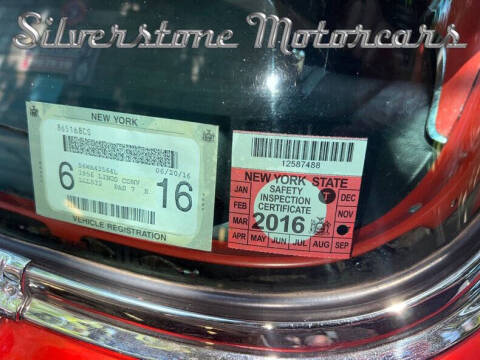 Silverstone Motorcars
NEW YORK
865168CS
06/20/16
1956 LINCO CONV
6 16
VEHICLE REGISTRATION
12587488
NEW YORK STATE
JAN SAFETY T DEC
FEB INSPECTION NOV
CERTIFICATE
MAR 2016
APR MAY JUN JUL AUG SEP